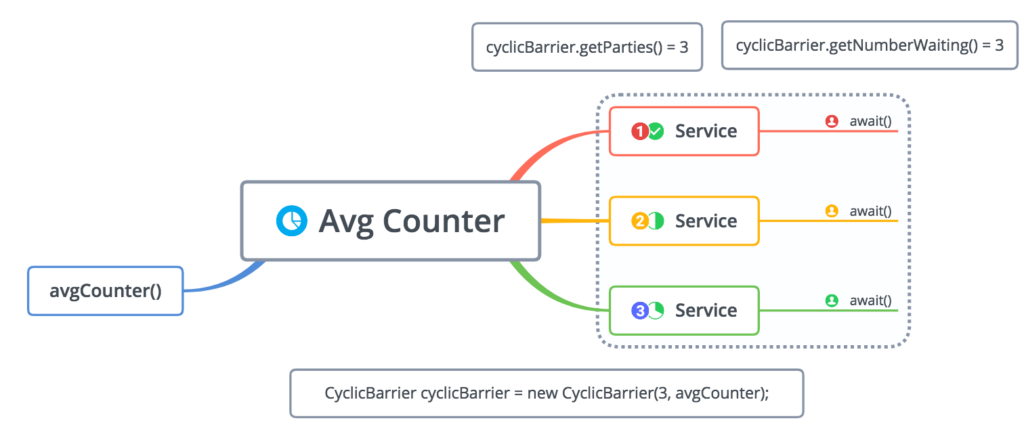 cyclicBarrier.getParties() = 3
cyclicBarrier.getNumberWaiting() = 3
1 Service
await()
2 Service
await()
Avg Counter
avgCounter()
3 Service
await()
CyclicBarrier cyclicBarrier = new CyclicBarrier(3, avgCounter);